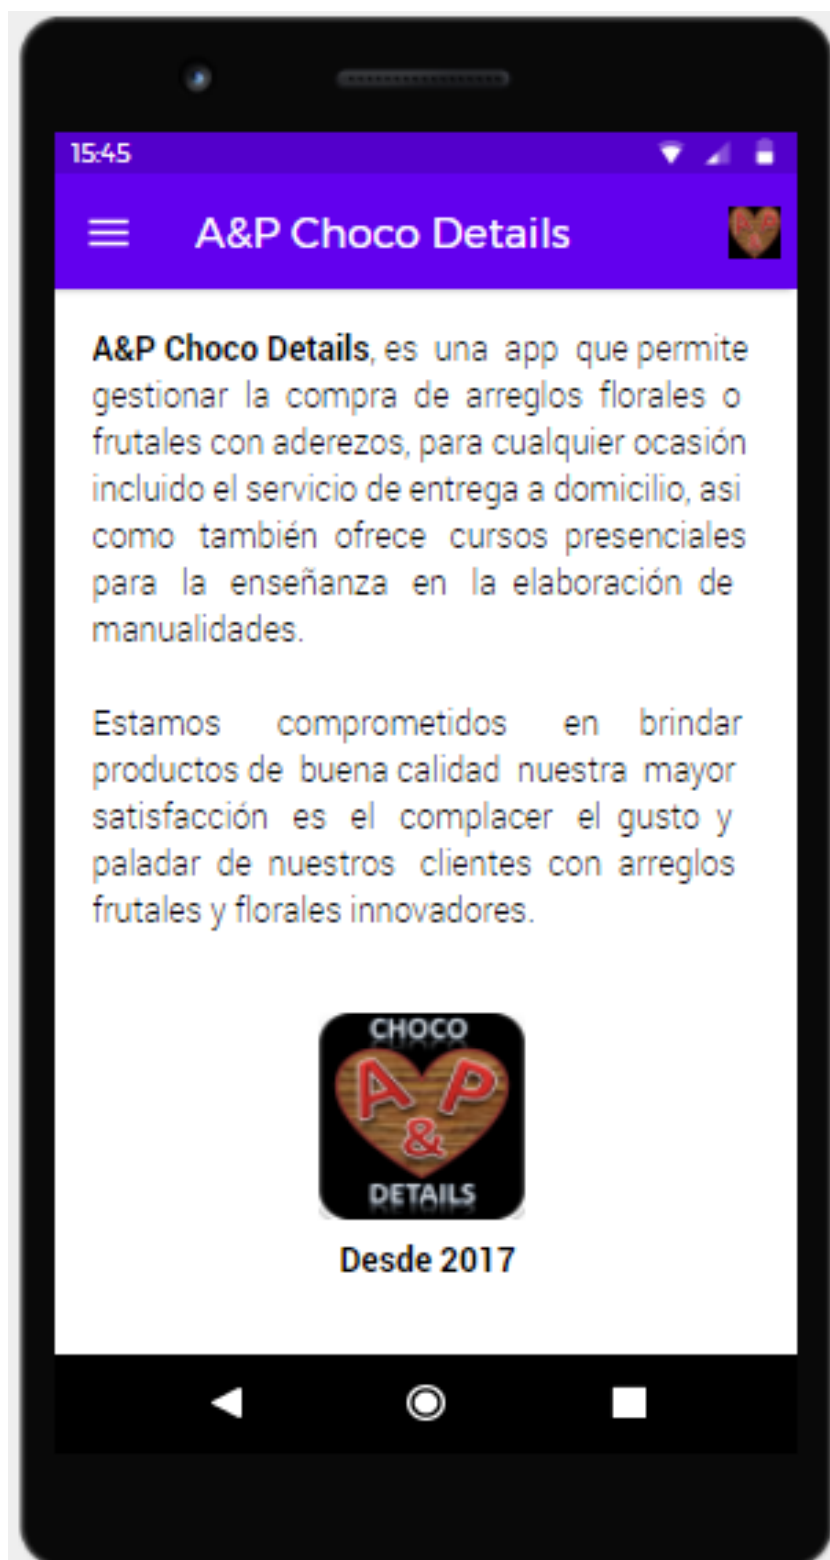 15:45
A&P Choco Details
A&P Choco Details, es una app que permite
gestionar la compra de arreglos florales o
frutales con aderezos, para cualquier ocasión
incluido el servicio de entrega a domicilio, asi
como también ofrece cursos presenciales
para la enseñanza en la elaboración de
manualidades.
Estamos comprometidos en brindar
productos de buena calidad nuestra mayor
satisfacción es el complacer el gusto y
paladar de nuestros clientes con arreglos
frutales y florales innovadores.
CHOCO
A P
&
DETAILS
Desde 2017